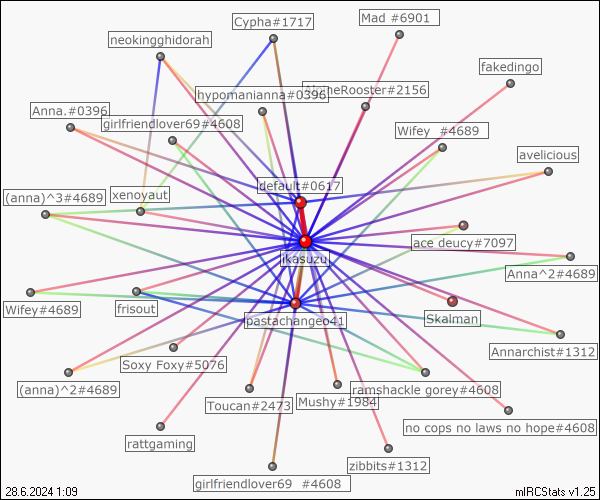 Cypha#1717
Mad #6901
neokingghidorah
fakedingo
hypomanianna#0396
NoneRooster#2156
Anna.#0396
girlfriendlover69#4608
Wifey #4689
avelicious
default#0617
(anna)^3#4689
xenoyaut
ace deucy#7097
jkasuzu
Anna^2#4689
Wifey#4689
frisout
pastachangeo41
Skalman
Annarchist#1312
Soxy Foxy#5076
(anna)^2#4689
ramshackle gorey#4608
Toucan#2473
Mushy#1984
no cops no laws no hope#4608
rattgaming
zibbits#1312
girlfriendlover69 #4608
28.6.2024 1:09
mIRCStats v1.25